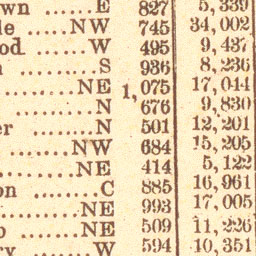 wn ...... E 827 5,339
le .... NW 745 34,002
od ...... W 495 9,437
...... S 936 8,236
...... NE 1,075 17,044
...... N 676 9,830
er ...... N 501 12,201
...... NW 684 15,205
...... NE 414 5,122
on ...... C 885 16,961
...... NE 993 17,005
...... NE 509 11,226
ry ...... W 594 10,351